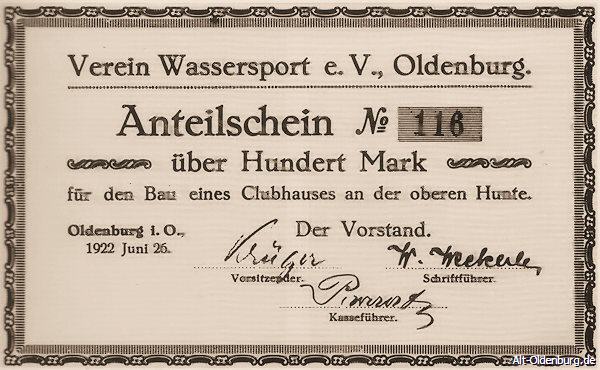 Verein Wassersport e. V., Oldenburg.
Anteilschein № 116
über Hundert Mark
für den Bau eines Clubhauses an der oberen Hunte.
Oldenburg i. O., Der Vorstand.
1922 Juni 26. Krüger
Vorsitzender. Schriftführer.
Kasseführer.
Alt-Oldenburg.de